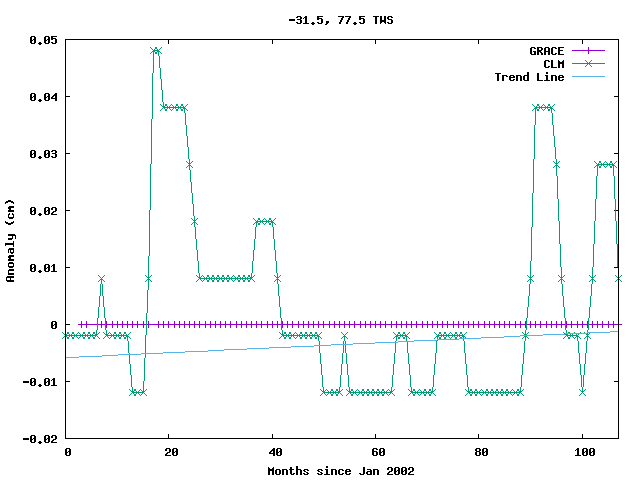 -31.5, 77.5 TWS
0.05
0.04
0.03
0.02
0.01
0
-0.01
-0.02
Anomaly (cm)
GRACE
CLM
Trend Line
0 20 40 60 80 100
Months since Jan 2002